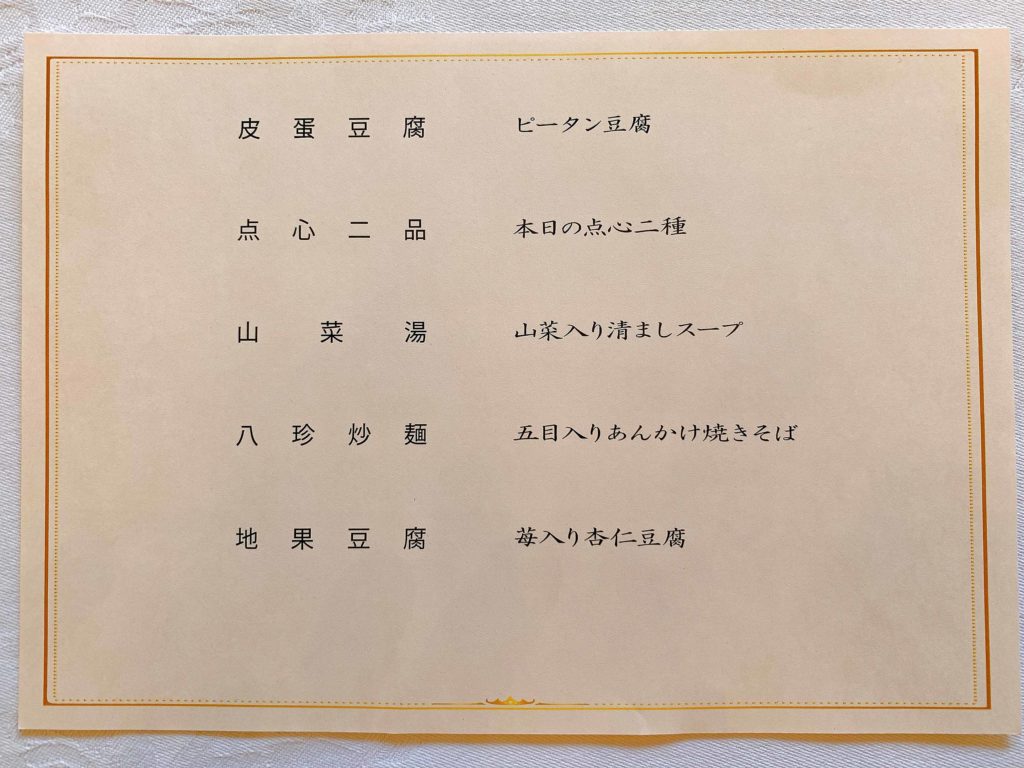 皮蛋豆腐 ピータン豆腐
点心二品 本日の点心二種
山菜湯 山菜入り清ましスープ
八珍炒麺 五目入りあんかけ焼きそば
地果豆腐 苺入り杏仁豆腐